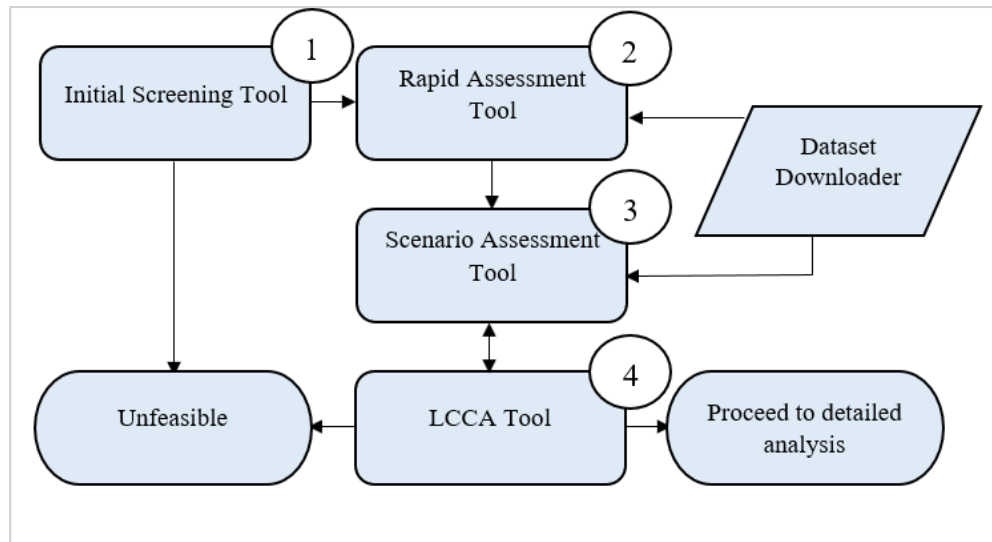 1
Initial Screening Tool
2
Rapid Assessment
Tool
Dataset
Downloader
3
Scenario Assessment
Tool
Unfeasible
4
LCCA Tool
Proceed to detailed
analysis